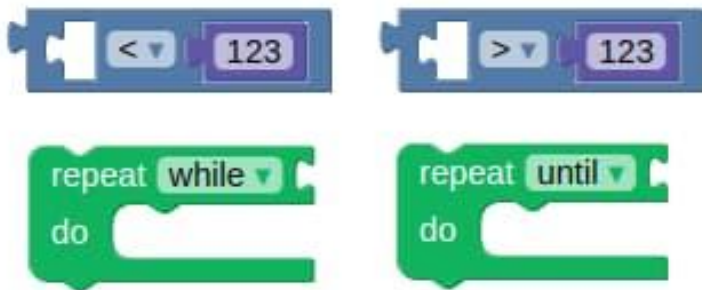 < ▼ 123
> ▼ 123
repeat while ▼
do
repeat until ▼
do